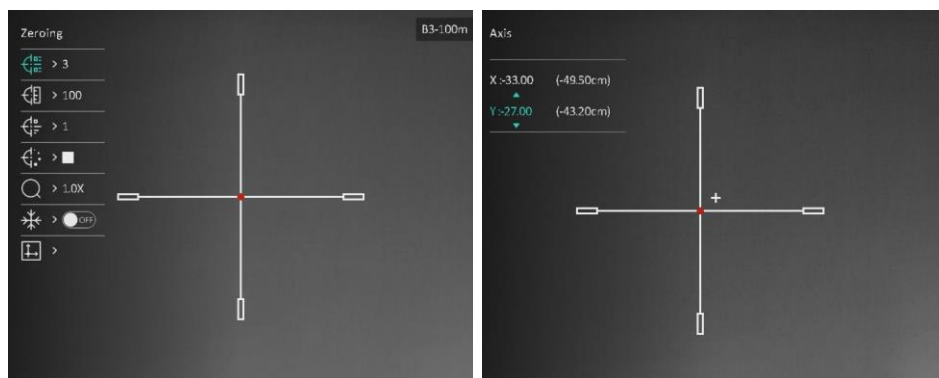 Zeroing
B3-100m
> 3
> 100
> 1
>
> 1.0X
> OFF
>
Axis
X :-33.00 (-49.50cm)
Y :-27.00 (-43.20cm)